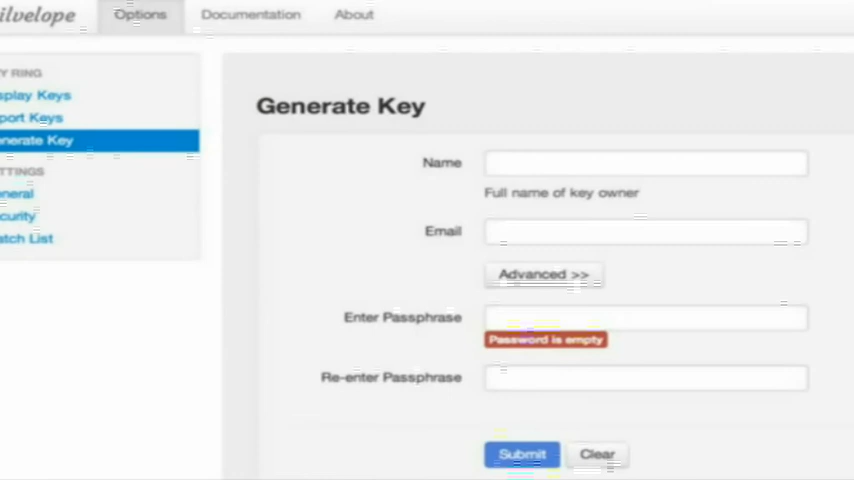 ilvelope Options Documentation About
Y RING
splay Keys
port Keys
nerate Key
TTINGS
eneral
curity
atch List
Generate Key
Name
Full name of key owner
Email
Advanced >>
Enter Passphrase
Password is empty
Re-enter Passphrase
Submit Clear